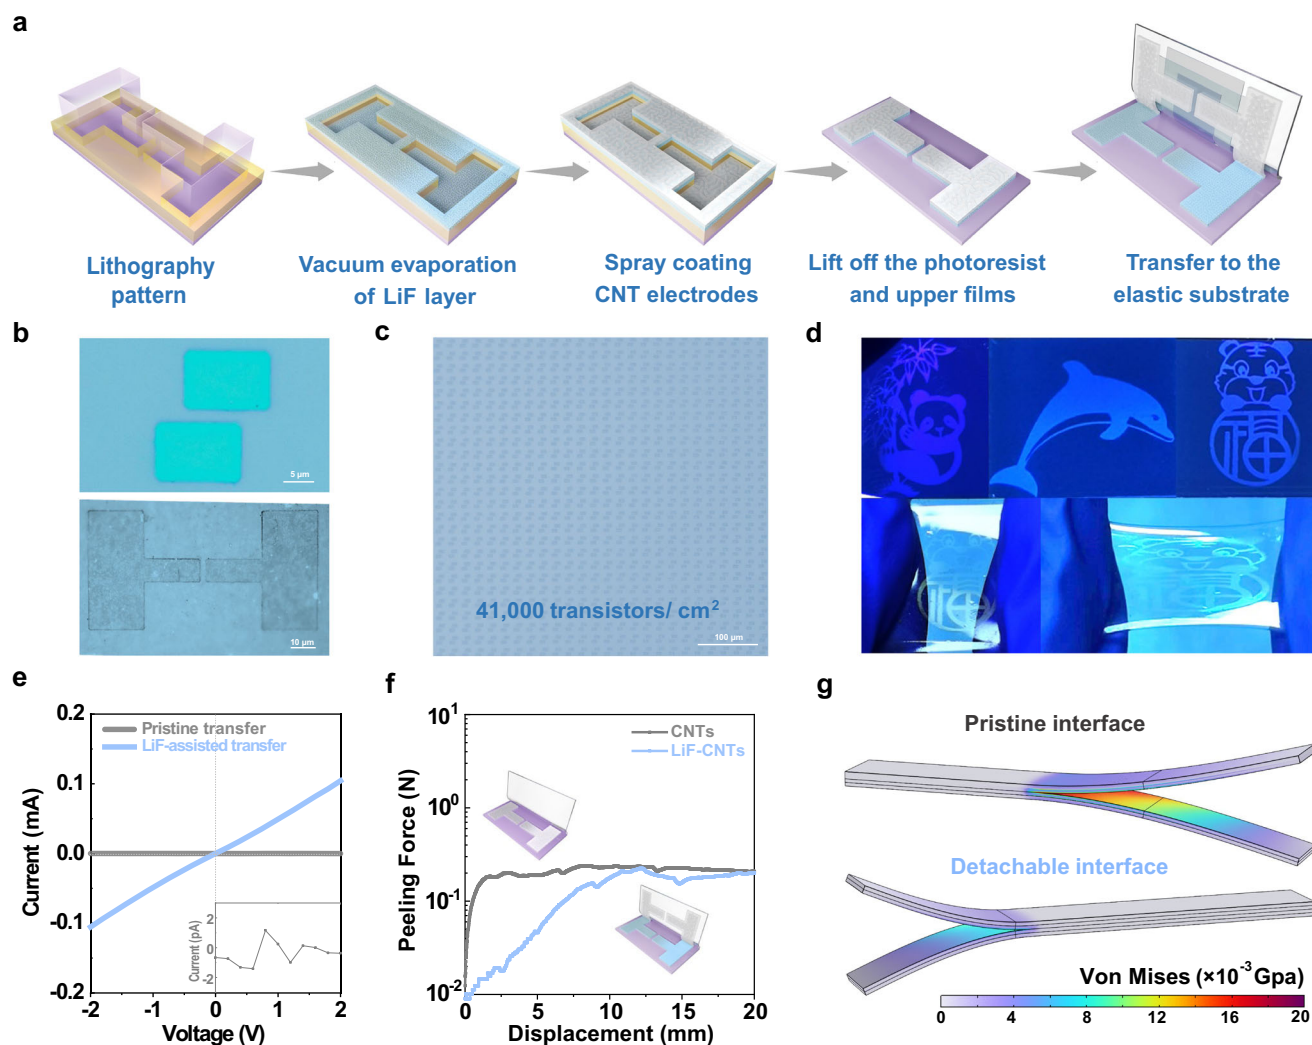 a
Lithography
pattern
Vacuum evaporation
of LiF layer
Spray coating
CNT electrodes
Lift off the photoresist
and upper films
Transfer to the
elastic substrate
b
5 µm
10 µm
c
41,000 transistors/ cm²
100 µm
d
福
福
e
Current (mA)
0.2
0.1
0.0
-0.1
-0.2
Pristine transfer
LiF-assisted transfer
Current (pA)
2
0
-2
-2
-1
0
1
2
Voltage (V)
f
Peeling Force (N)
10¹
10⁰
10⁻¹
10⁻²
CNTs
LiF-CNTs
0
5
10
15
20
Displacement (mm)
g
Pristine interface
Detachable interface
Von Mises (×10⁻³Gpa)
0
4
8
12
16
20